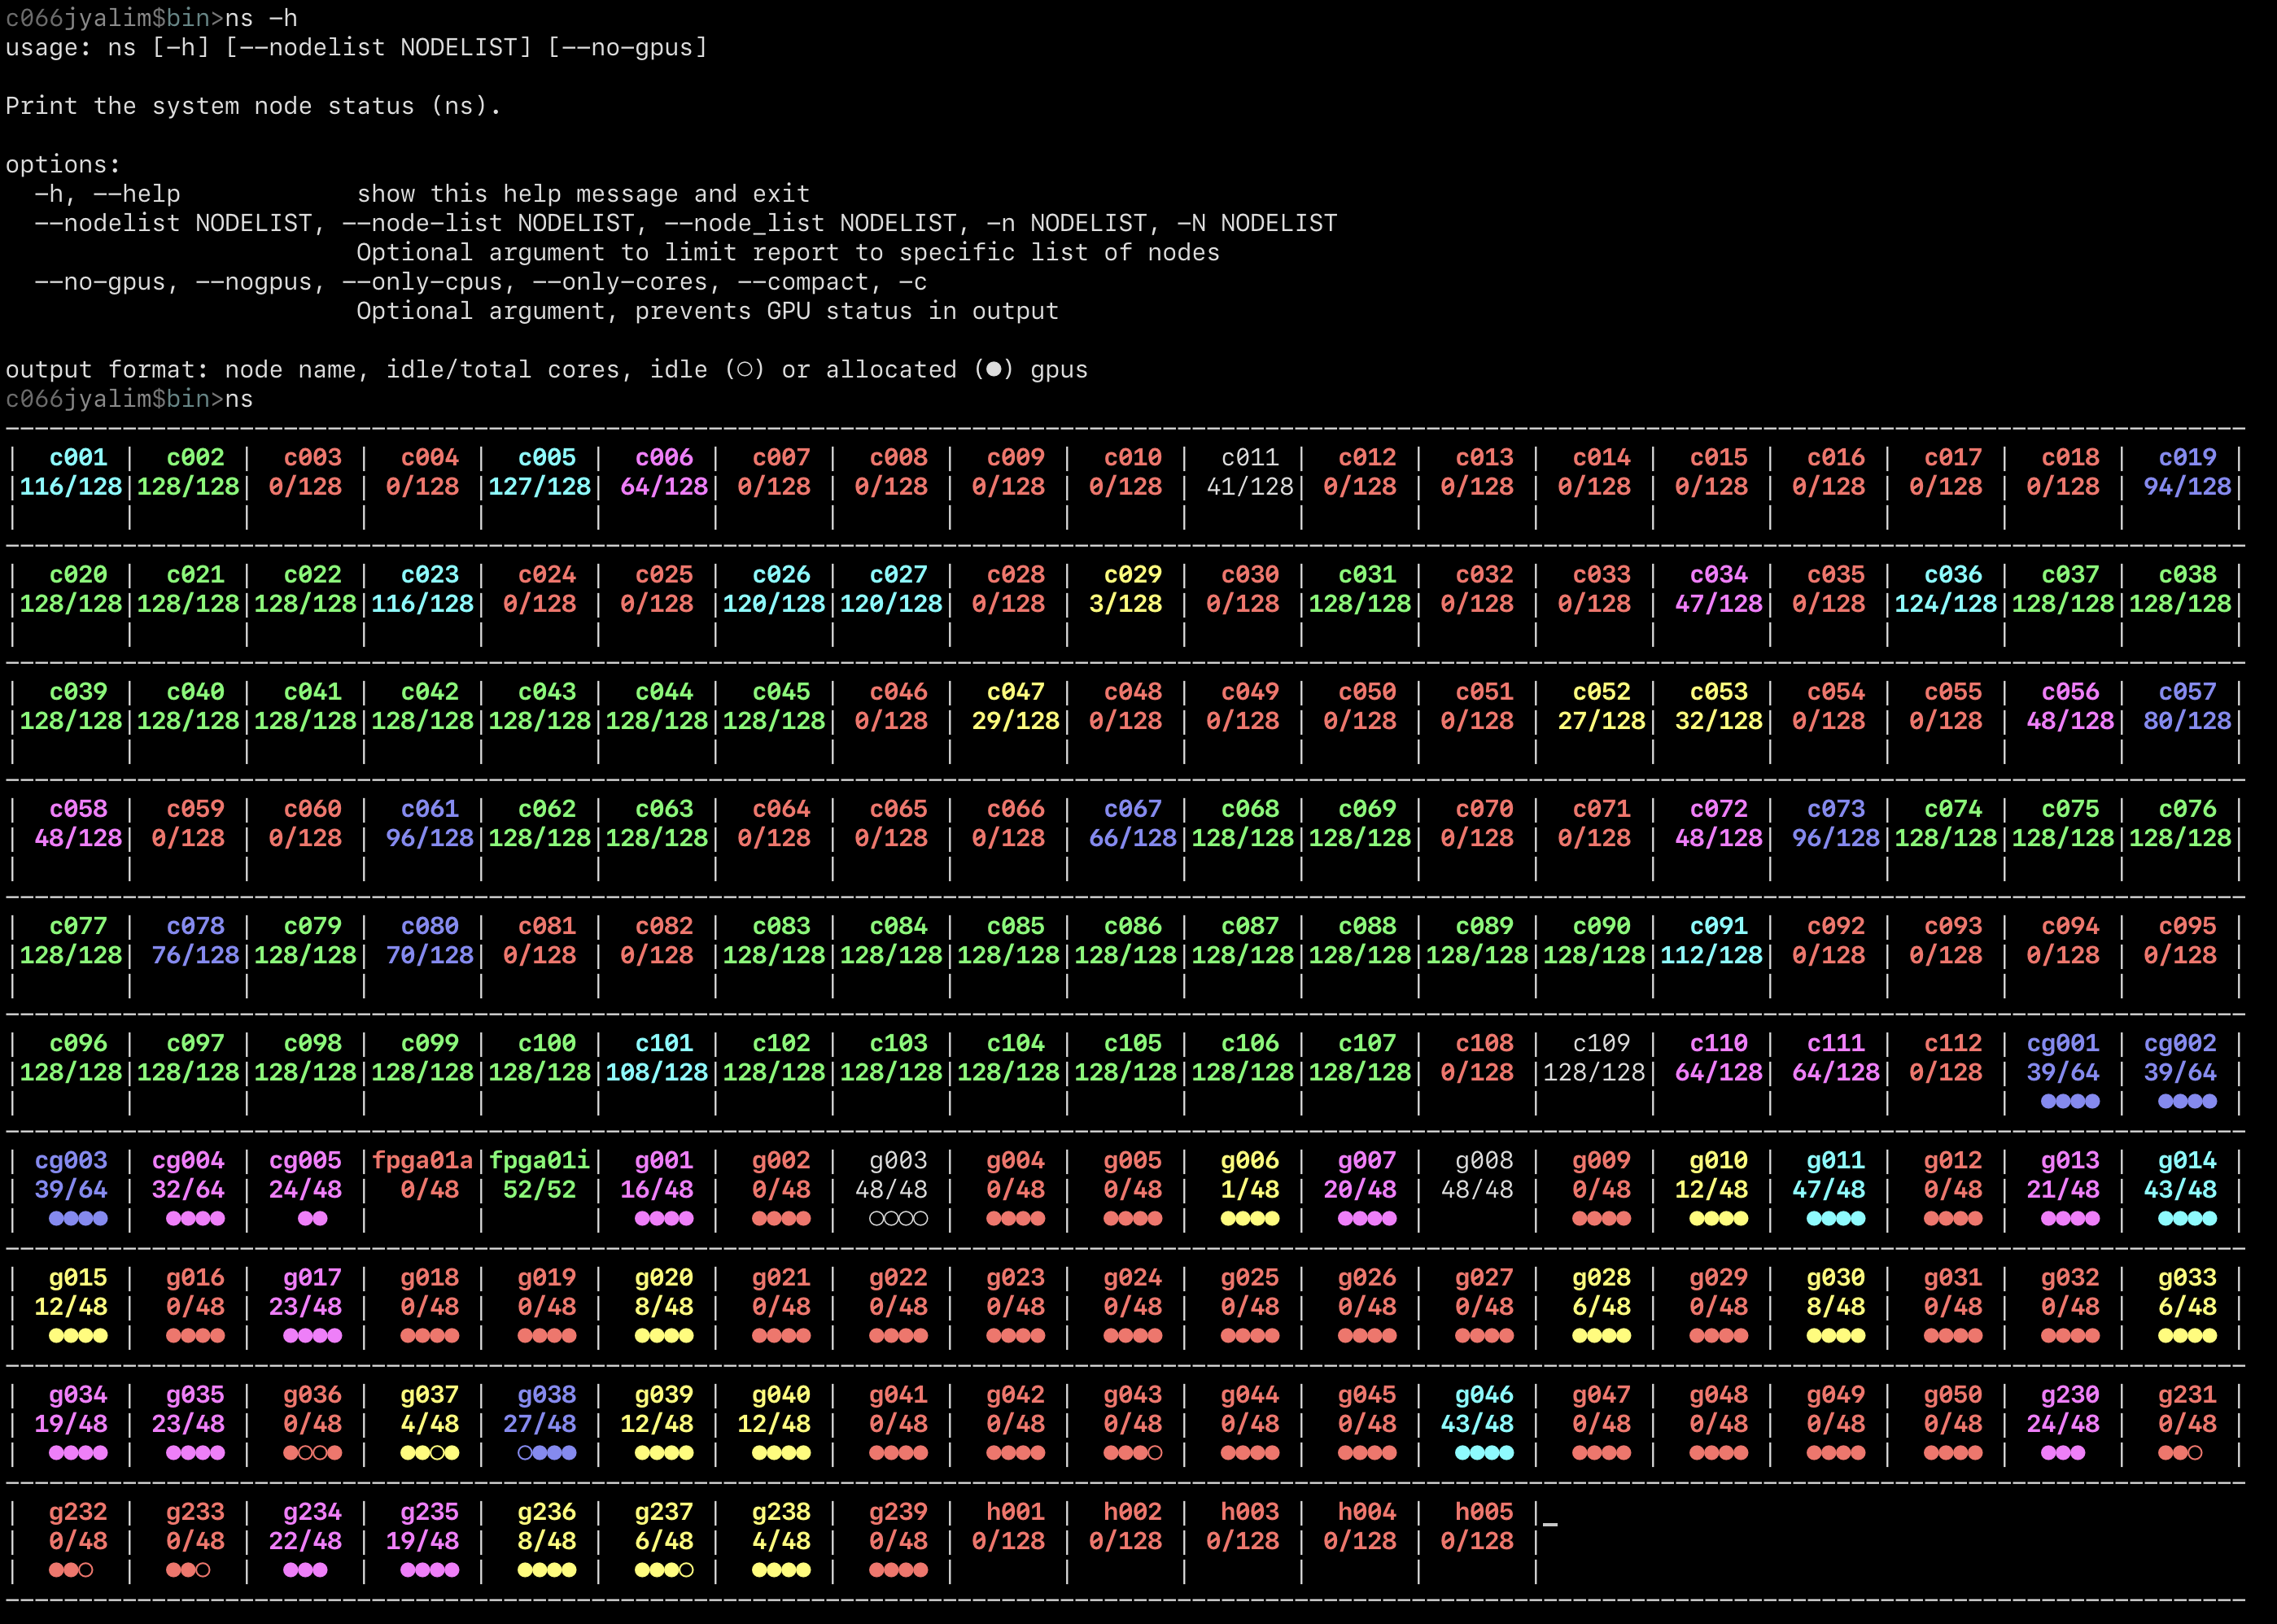 c066jyalim$bin>ns -h
usage: ns [-h] [--nodelist NODELIST] [--no-gpus]
Print the system node status (ns).
options:
  -h, --help            show this help message and exit
  --nodelist NODELIST, --node-list NODELIST, --node_list NODELIST, -n NODELIST, -N NODELIST
                        Optional argument to limit report to specific list of nodes
  --no-gpus, --nogpus, --only-cpus, --only-cores, --compact, -c
                        Optional argument, prevents GPU status in output
output format: node name, idle/total cores, idle (○) or allocated (●) gpus
c066jyalim$bin>ns
| c001 | c002 | c003 | c004 | c005 | c006 | c007 | c008 | c009 | c010 | c011 | c012 | c013 | c014 | c015 | c016 | c017 | c018 | c019 |
|116/128|128/128| 0/128 | 0/128 |127/128| 64/128| 0/128 | 0/128 | 0/128 | 0/128 | 41/128| 0/128 | 0/128 | 0/128 | 0/128 | 0/128 | 0/128 | 0/128 | 94/128|
| c020 | c021 | c022 | c023 | c024 | c025 | c026 | c027 | c028 | c029 | c030 | c031 | c032 | c033 | c034 | c035 | c036 | c037 | c038 |
|128/128|128/128|128/128|116/128| 0/128 | 0/128 |120/128|120/128| 0/128 | 3/128 | 0/128 |128/128| 0/128 | 0/128 | 47/128| 0/128 |124/128|128/128|128/128|
| c039 | c040 | c041 | c042 | c043 | c044 | c045 | c046 | c047 | c048 | c049 | c050 | c051 | c052 | c053 | c054 | c055 | c056 | c057 |
|128/128|128/128|128/128|128/128|128/128|128/128|128/128| 0/128 | 29/128| 0/128 | 0/128 | 0/128 | 0/128 | 27/128| 32/128| 0/128 | 0/128 | 48/128| 80/128|
| c058 | c059 | c060 | c061 | c062 | c063 | c064 | c065 | c066 | c067 | c068 | c069 | c070 | c071 | c072 | c073 | c074 | c075 | c076 |
| 48/128| 0/128 | 0/128 | 96/128|128/128|128/128| 0/128 | 0/128 | 0/128 | 66/128|128/128|128/128| 0/128 | 0/128 | 48/128| 96/128|128/128|128/128|128/128|
| c077 | c078 | c079 | c080 | c081 | c082 | c083 | c084 | c085 | c086 | c087 | c088 | c089 | c090 | c091 | c092 | c093 | c094 | c095 |
|128/128| 76/128|128/128| 70/128| 0/128 | 0/128 |128/128|128/128|128/128|128/128|128/128|128/128|128/128|128/128|112/128| 0/128 | 0/128 | 0/128 | 0/128 |
| c096 | c097 | c098 | c099 | c100 | c101 | c102 | c103 | c104 | c105 | c106 | c107 | c108 | c109 | c110 | c111 | c112 | cg001 | cg002 |
|128/128|128/128|128/128|128/128|128/128|108/128|128/128|128/128|128/128|128/128|128/128|128/128| 0/128 |128/128| 64/128| 64/128| 0/128 | 39/64 | 39/64 |
| | | | | | | | | | | | | | | | | | ●●●● | ●●●● |
| cg003 | cg004 | cg005 |fpga01a|fpga01i| g001 | g002 | g003 | g004 | g005 | g006 | g007 | g008 | g009 | g010 | g011 | g012 | g013 | g014 |
| 39/64 | 32/64 | 24/48 | 0/48 | 52/52 | 16/48 | 0/48 | 48/48 | 0/48 | 0/48 | 1/48 | 20/48 | 48/48 | 0/48 | 12/48 | 47/48 | 0/48 | 21/48 | 43/48 |
| ●●●● | ●●●● | ●● | | | ●●●● | ●●●● | ○○○○ | ●●●● | ●●●● | ●●●● | ●●●● | | ●●●● | ●●●● | ●●●● | ●●●● | ●●●● | ●●●● |
| g015 | g016 | g017 | g018 | g019 | g020 | g021 | g022 | g023 | g024 | g025 | g026 | g027 | g028 | g029 | g030 | g031 | g032 | g033 |
| 12/48 | 0/48 | 23/48 | 0/48 | 0/48 | 8/48 | 0/48 | 0/48 | 0/48 | 0/48 | 0/48 | 0/48 | 0/48 | 6/48 | 0/48 | 8/48 | 0/48 | 0/48 | 6/48 |
| ●●●● | ●●●● | ●●●● | ●●●● | ●●●● | ●●●● | ●●●● | ●●●● | ●●●● | ●●●● | ●●●● | ●●●● | ●●●● | ●●●● | ●●●● | ●●●● | ●●●● | ●●●● | ●●●● |
| g034 | g035 | g036 | g037 | g038 | g039 | g040 | g041 | g042 | g043 | g044 | g045 | g046 | g047 | g048 | g049 | g050 | g230 | g231 |
| 19/48 | 23/48 | 0/48 | 4/48 | 27/48 | 12/48 | 12/48 | 0/48 | 0/48 | 0/48 | 0/48 | 0/48 | 43/48 | 0/48 | 0/48 | 0/48 | 0/48 | 24/48 | 0/48 |
| ●●●● | ●●●● | ●○○● | ●●○● | ○●●● | ●●●● | ●●●● | ●●●● | ●●●● | ●●●○ | ●●●● | ●●●● | ●●●● | ●●●● | ●●●● | ●●●● | ●●●● | ●●● | ●●○ |
| g232 | g233 | g234 | g235 | g236 | g237 | g238 | g239 | h001 | h002 | h003 | h004 | h005 |_
| 0/48 | 0/48 | 22/48 | 19/48 | 8/48 | 6/48 | 4/48 | 0/48 | 0/128 | 0/128 | 0/128 | 0/128 | 0/128 |
| ●●○ | ●●○ | ●●● | ●●●● | ●●●● | ●●●○ | ●●●● | ●●●● | | | | | |